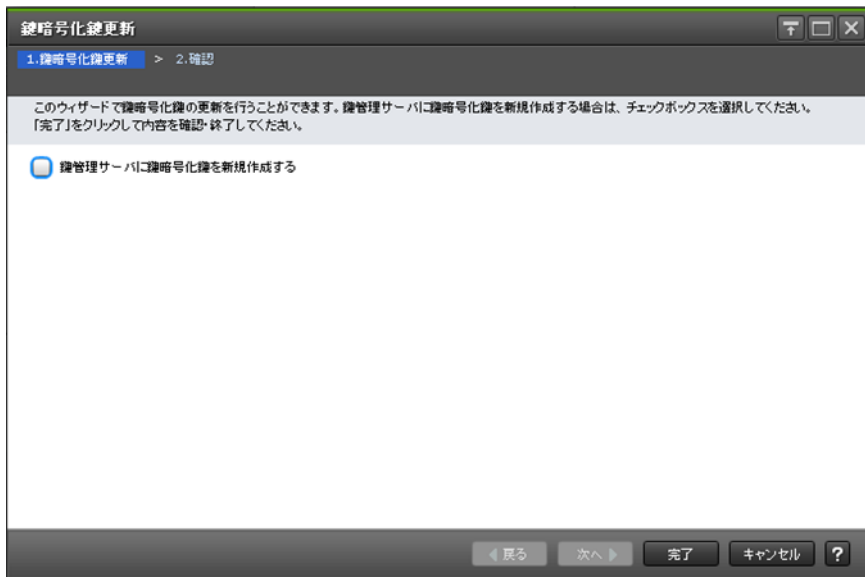 鍵暗号化鍵更新
1.鍵暗号化鍵更新 > 2.確認
このウィザードで鍵暗号化鍵の更新を行うことができます。鍵管理サーバに鍵暗号化鍵を新規作成する場合は、チェックボックスを選択してください。
「完了」をクリックして内容を確認・終了してください。
鍵管理サーバに鍵暗号化鍵を新規作成する
戻る 次へ 完了 キャンセル ?